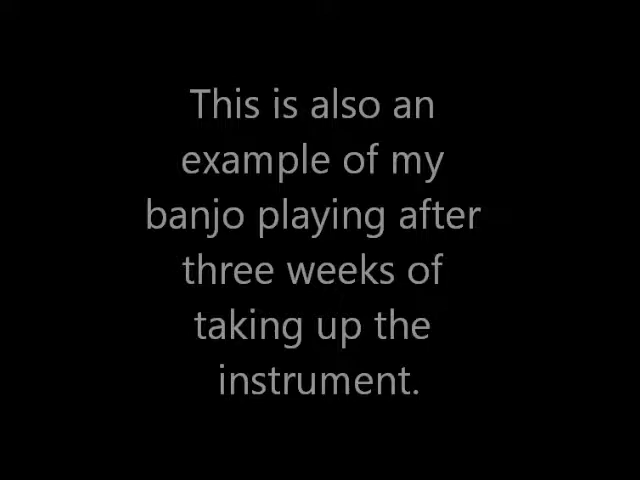 This is also an
example of my
banjo playing after
three weeks of
taking up the
instrument.